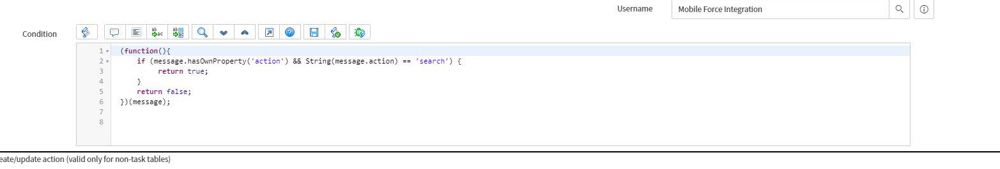 Username
Mobile Force Integration
Condition
1 (function(){
2 if (message.hasOwnProperty('action') && String(message.action) == 'search') {
3 return true;
4 }
5 return false;
6 })(message);
7
8
eate/update action (valid only for non-task tables)